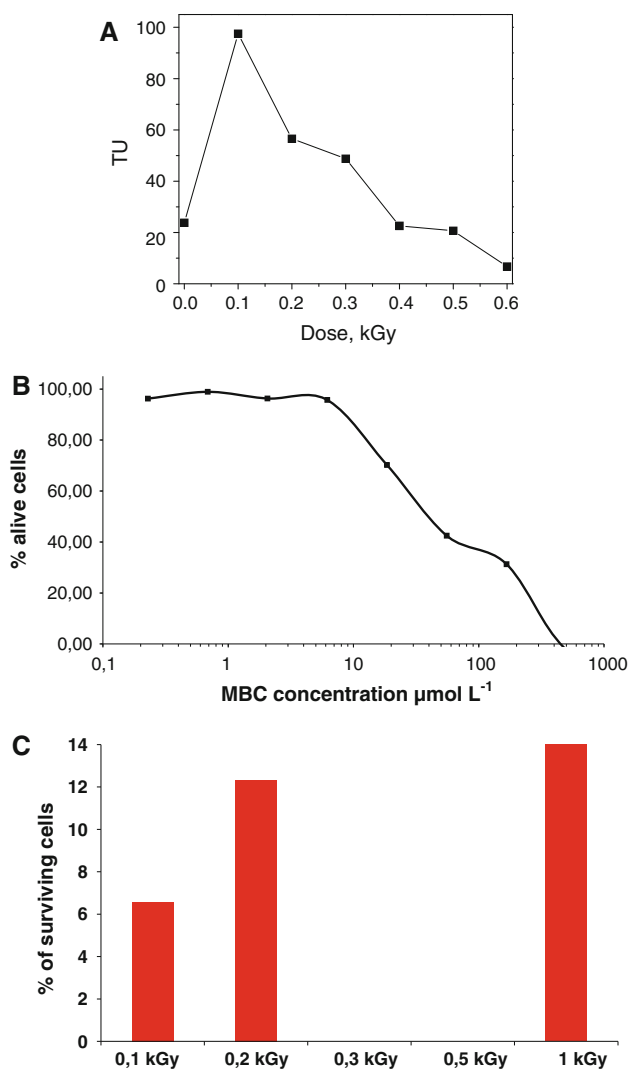 A
100
80
60
40
20
0
TU
0.0 0.1 0.2 0.3 0.4 0.5 0.6
Dose, kGy
B
100,00
80,00
60,00
40,00
20,00
0,00
% alive cells
0,1 1 10 100 1000
MBC concentration µmol L-1
C
14
12
10
8
6
4
2
0
% of surviving cells
0,1 kGy 0,2 kGy 0,3 kGy 0,5 kGy 1 kGy